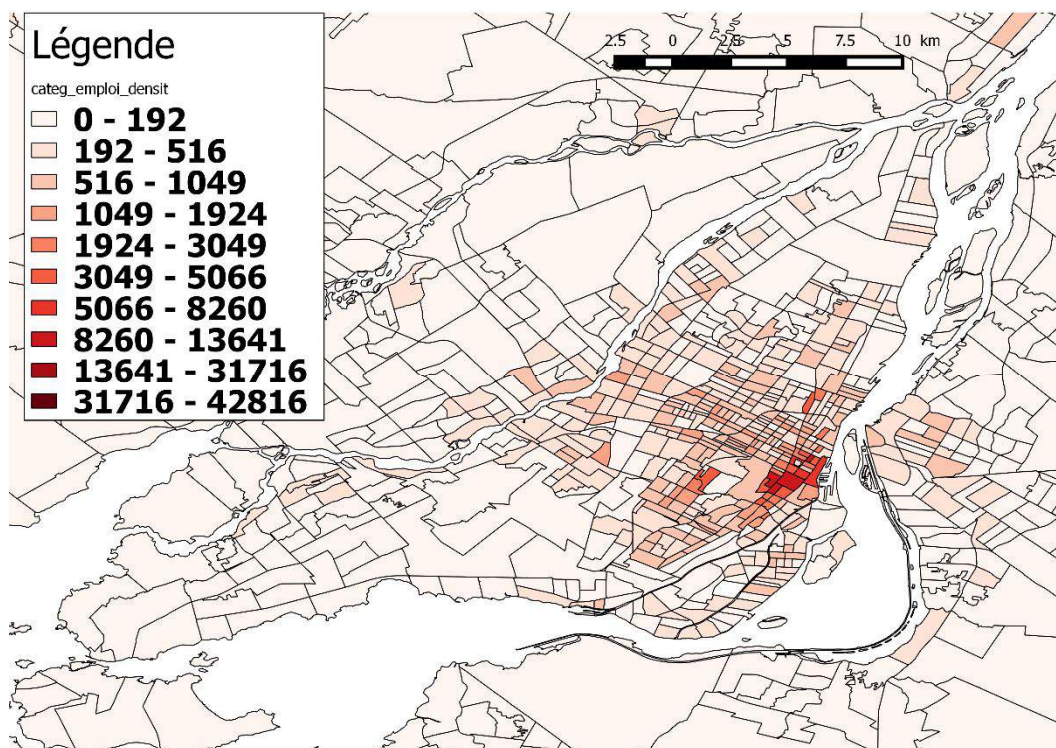 Légende
categ_emploi_densit
0 - 192
192 - 516
516 - 1049
1049 - 1924
1924 - 3049
3049 - 5066
5066 - 8260
8260 - 13641
13641 - 31716
31716 - 42816
2.5 0 2.5 5 7.5 10 km